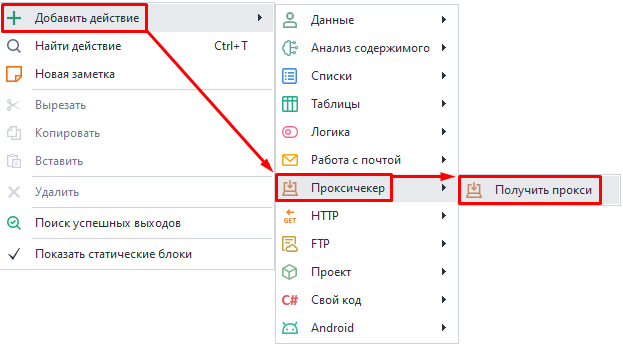 Добавить действие
Найти действие Ctrl+T
Новая заметка
Вырезать
Копировать
Вставить
Удалить
Поиск успешных выходов
Показать статические блоки
Данные
Анализ содержимого
Списки
Таблицы
Логика
Работа с почтой
Проксичекер
GET HTTP
FTP
Проект
C# Свой код
Android
Получить прокси